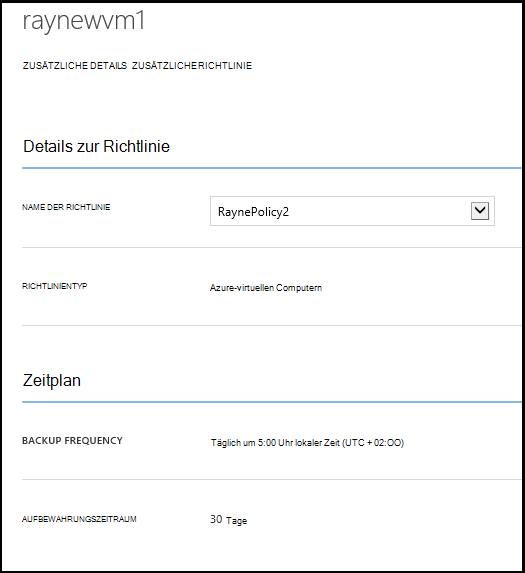 raynewvm1
ZUSÄTZLICHE DETAILS ZUSÄTZLICHE RICHTLINIE
Details zur Richtlinie
NAME DER RICHTLINIE RaynePolicy2
RICHTLINIENTYP Azure-virtuellen Computern
Zeitplan
BACKUP FREQUENCY Täglich um 5:00 Uhr lokaler Zeit (UTC + 02:OO)
AUFBEWAHRUNGSZEITRAUM 30 Tage